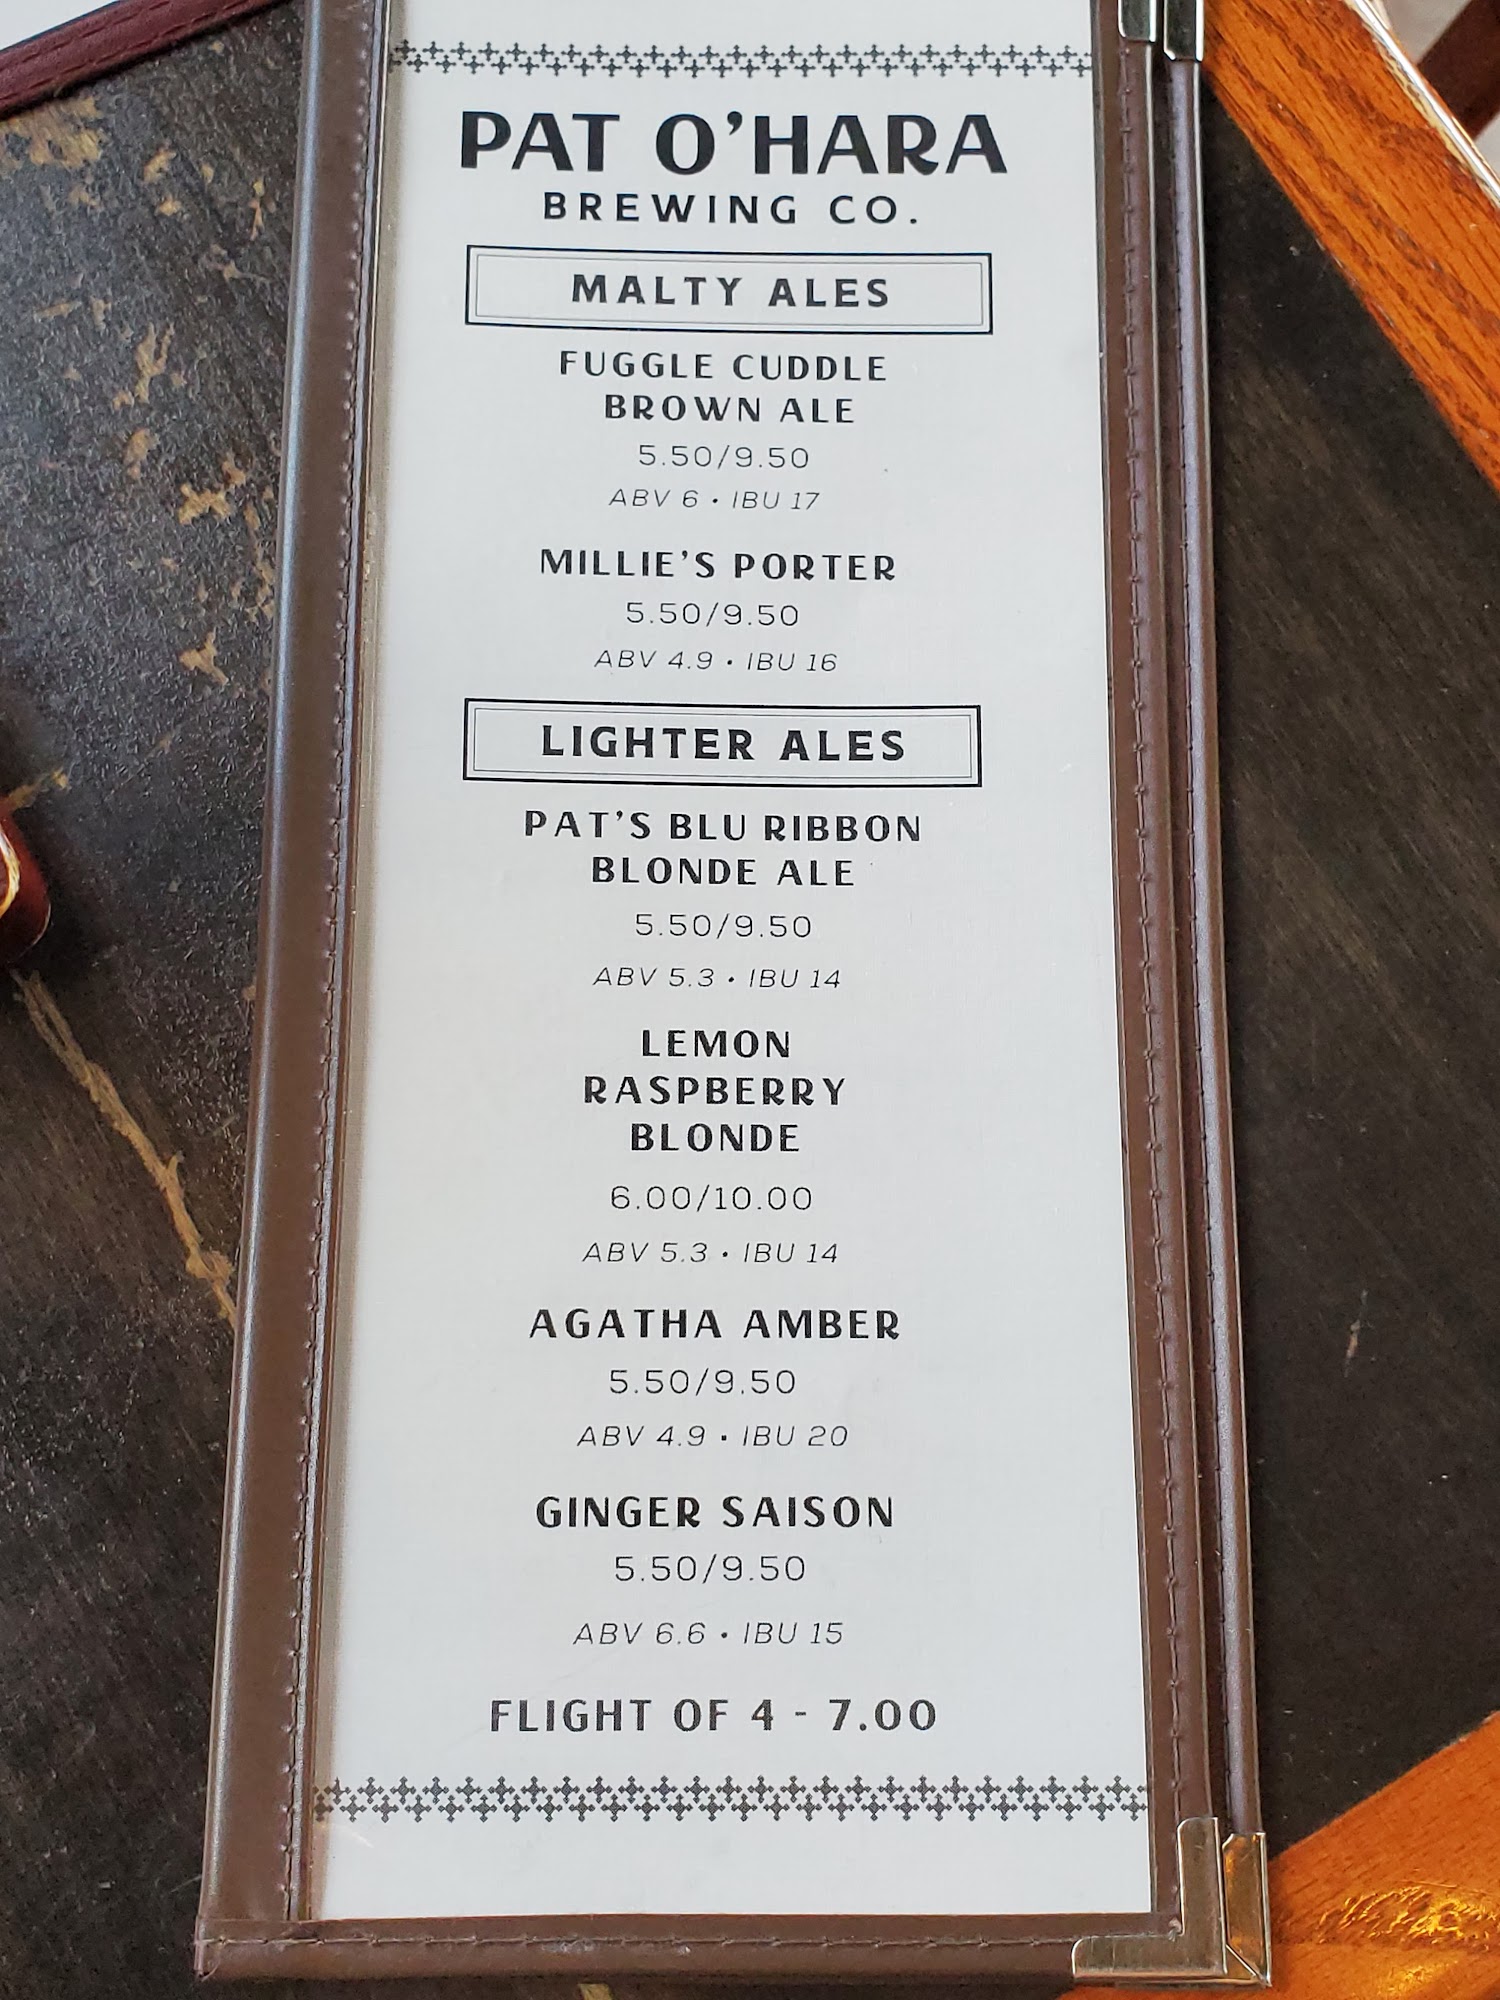 PAT O'HARA
BREWING CO.
MALTY ALES
FUGGLE CUDDLE
BROWN ALE
5.50/9.50
ABV 6 • IBU 17
MILLIE'S PORTER
5.50/9.50
ABV 4.9 • IBU 16
LIGHTER ALES
PAT'S BLU RIBBON
BLONDE ALE
5.50/9.50
ABV 5.3 • IBU 14
LEMON
RASPBERRY
BLONDE
6.00/10.00
ABV 5.3 • IBU 14
AGATHA AMBER
5.50/9.50
ABV 4.9 • IBU 20
GINGER SAISON
5.50/9.50
ABV 6.6 • IBU 15
FLIGHT OF 4 - 7.00